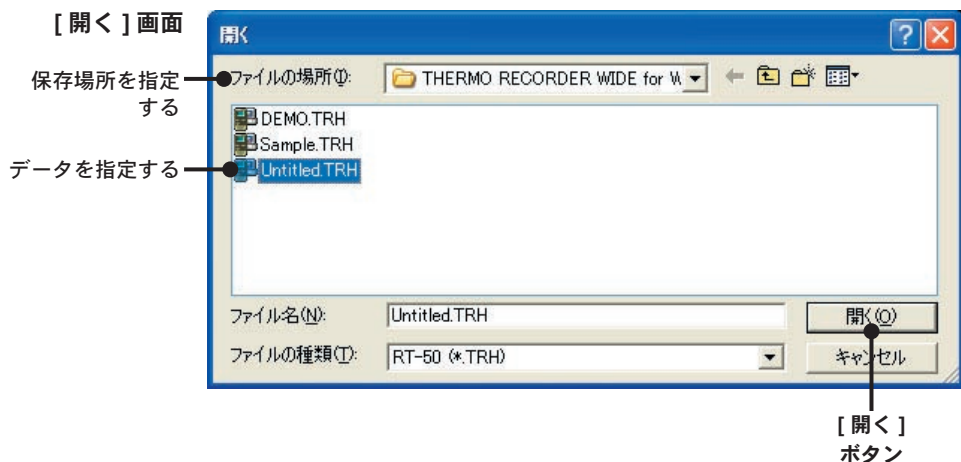 [ 開く ] 画面
開く
保存場所を指定
する
ファイルの場所(I):
THERMO RECORDER WIDE for W
DEMO.TRH
Sample.TRH
データを指定する
Untitled.TRH
ファイル名(N):
Untitled.TRH
開く(O)
ファイルの種類(T):
RT-50 (*.TRH)
キャンセル
[ 開く ]
ボタン